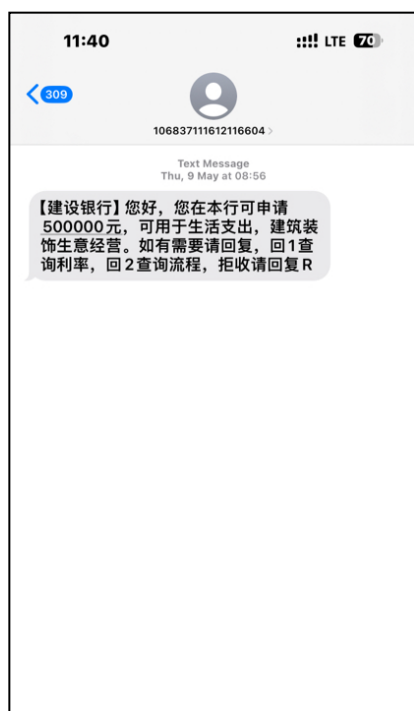 11:40
LTE 70
309
106837111612116604
Text Message
Thu, 9 May at 08:56
【建设银行】您好，您在本行可申请
500000元，可用于生活支出，建筑装
饰生意经营。如有需要请回复，回1查
询利率，回2查询流程，拒收请回复R